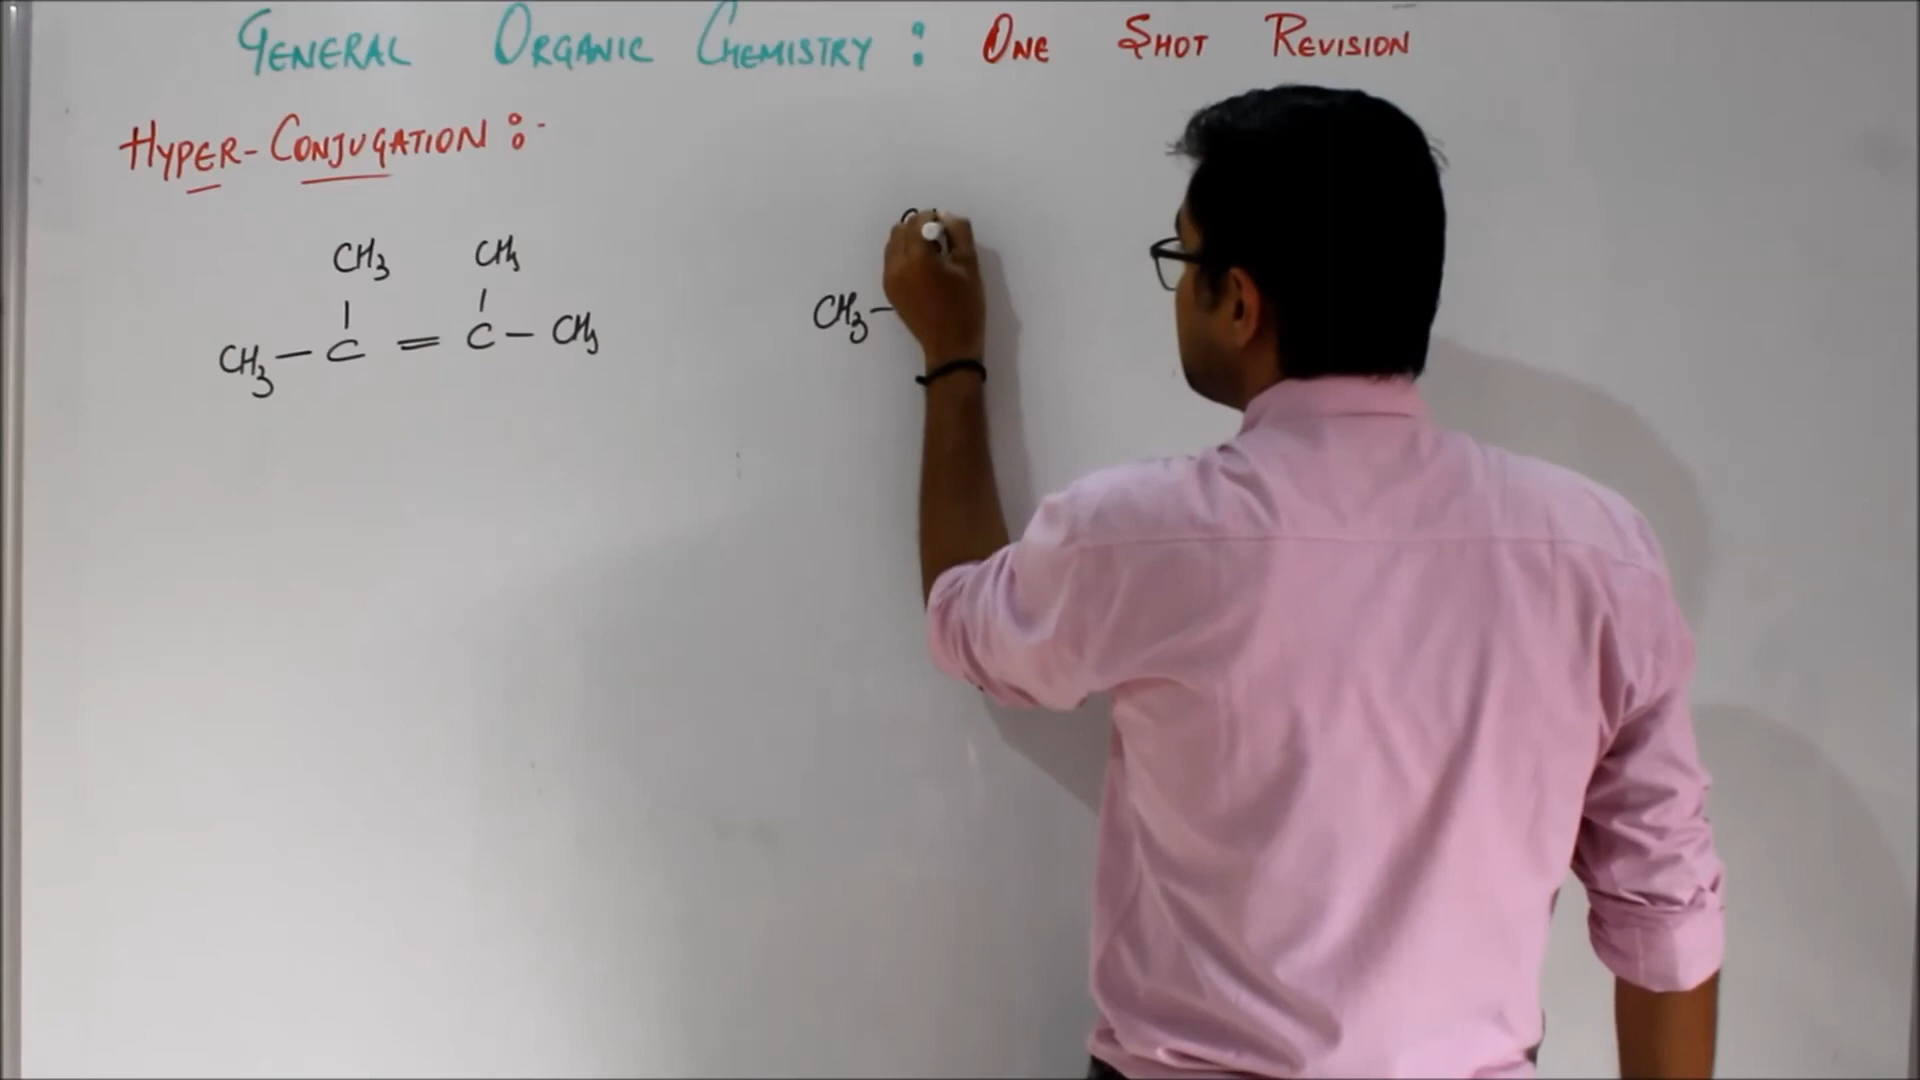 GENERAL ORGANIC CHEMISTRY : ONE SHOT REVISION
HYPER-CONJUGATION :-
CH3 CH3
CH3 - C = C - CH3
CH3 -